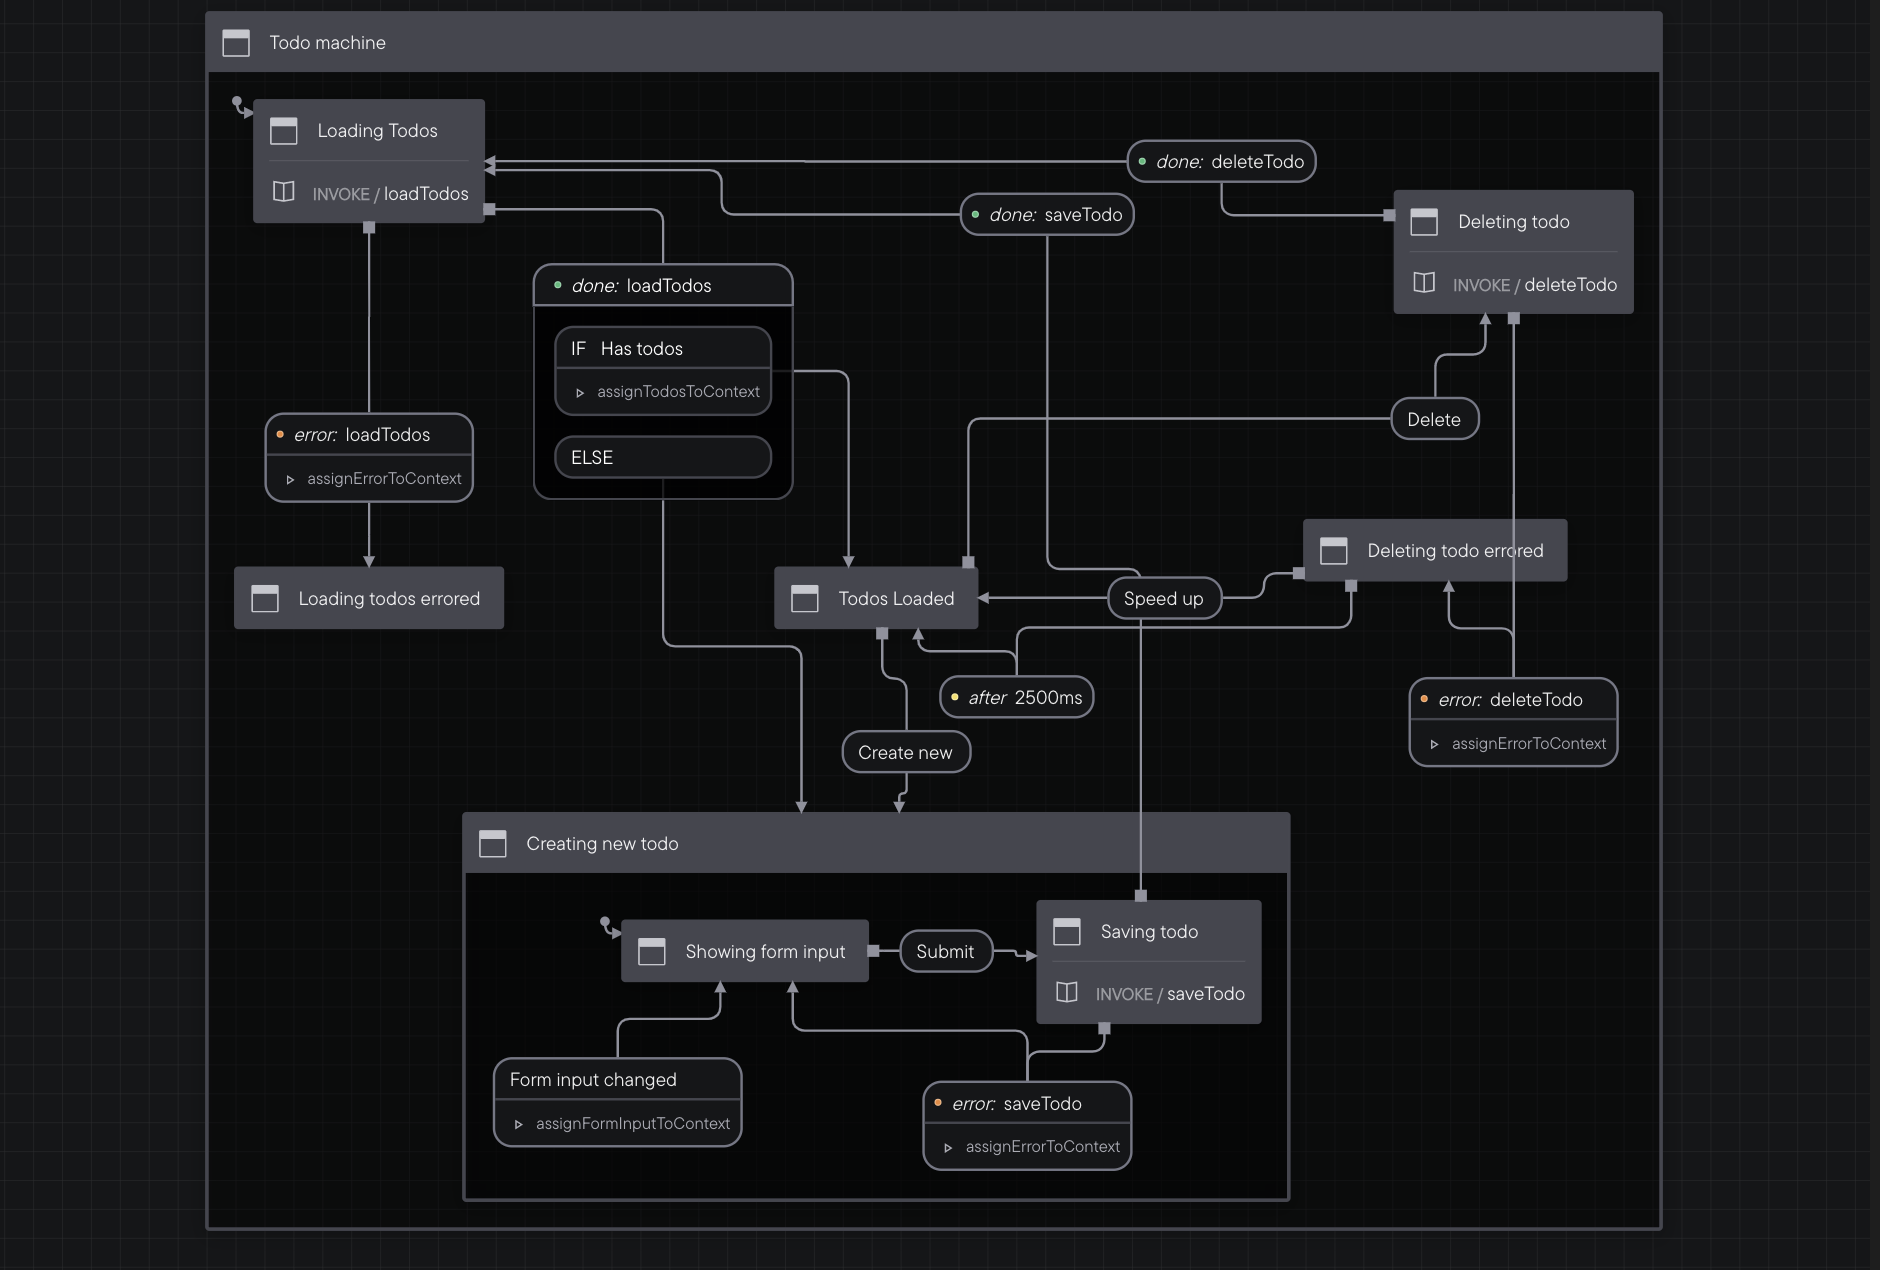 Todo machine
Loading Todos
INVOKE / loadTodos
done: deleteTodo
done: saveTodo
Deleting todo
INVOKE / deleteTodo
done: loadTodos
IF Has todos
assignTodosToContext
ELSE
error: loadTodos
assignErrorToContext
Delete
Loading todos errored
Todos Loaded
Speed up
Deleting todo errored
after 2500ms
error: deleteTodo
assignErrorToContext
Create new
Creating new todo
Showing form input
Submit
Saving todo
INVOKE / saveTodo
Form input changed
assignFormInputToContext
error: saveTodo
assignErrorToContext